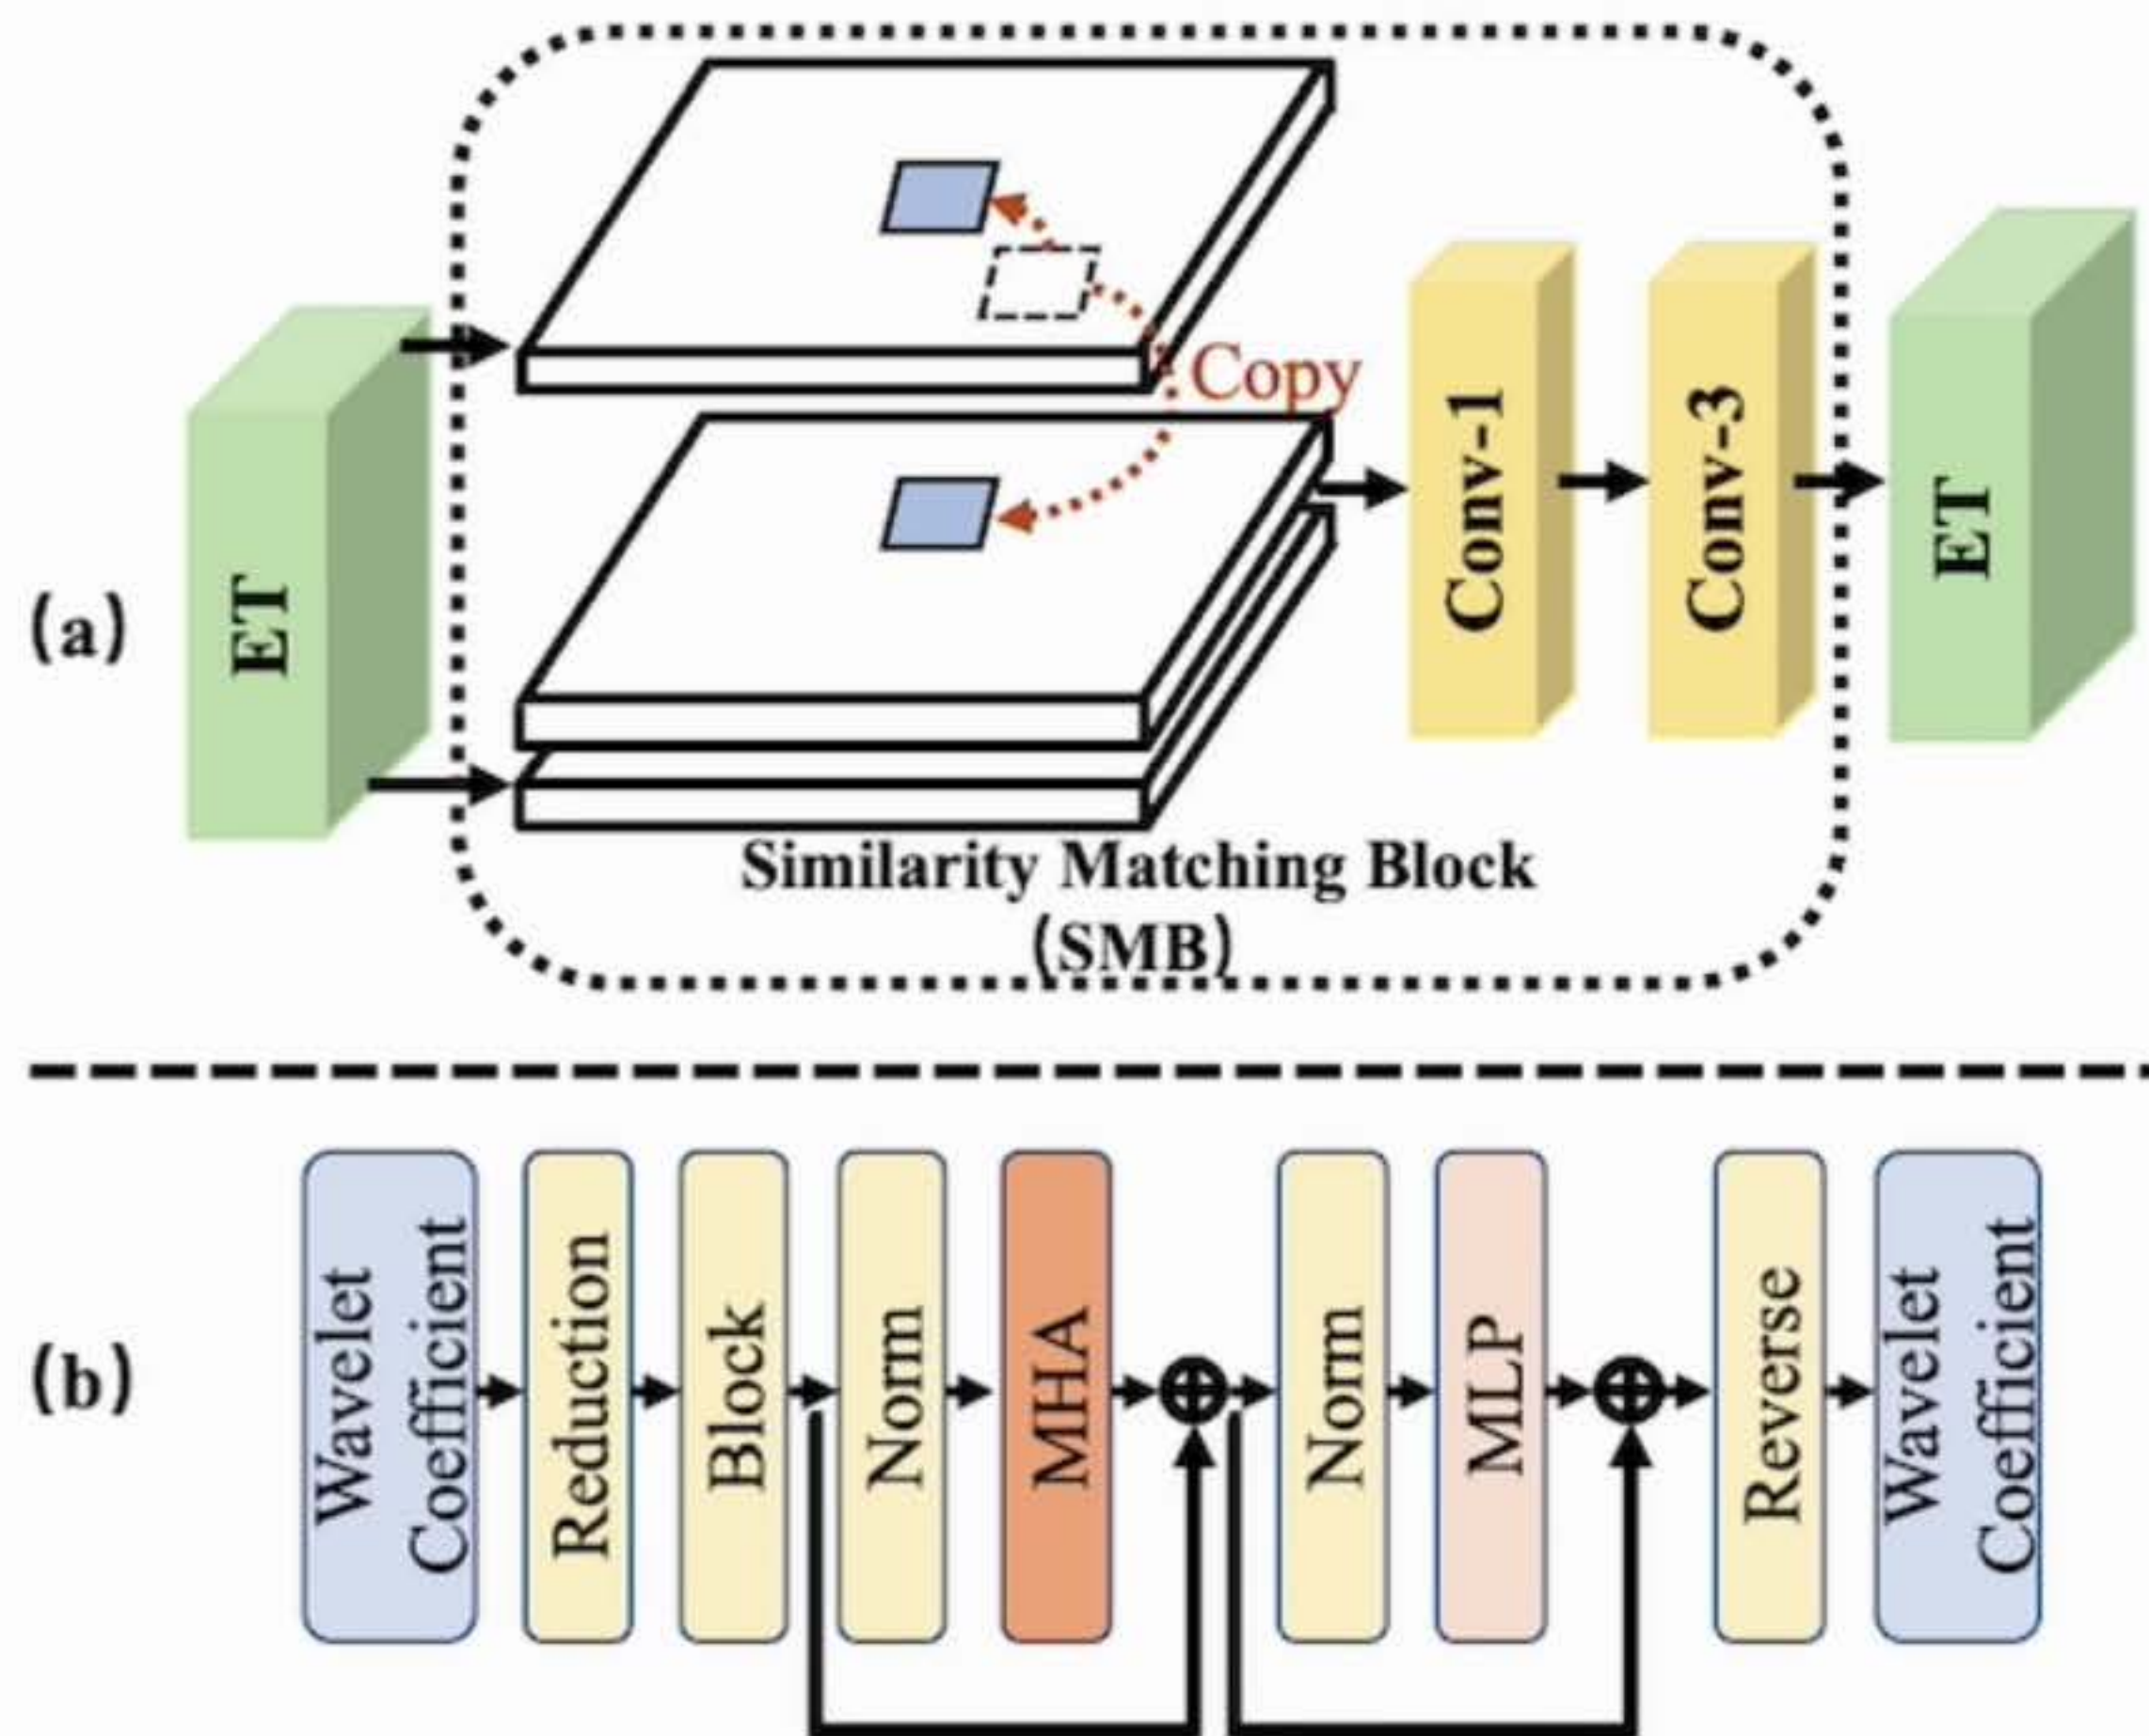 (a)
ET
Copy
Conv-1
Conv-3
ET
Similarity Matching Block
(SMB)
(b)
Wavelet
Coefficient
Reduction
Block
Norm
MHA
Norm
MLP
Reverse
Wavelet
Coefficient